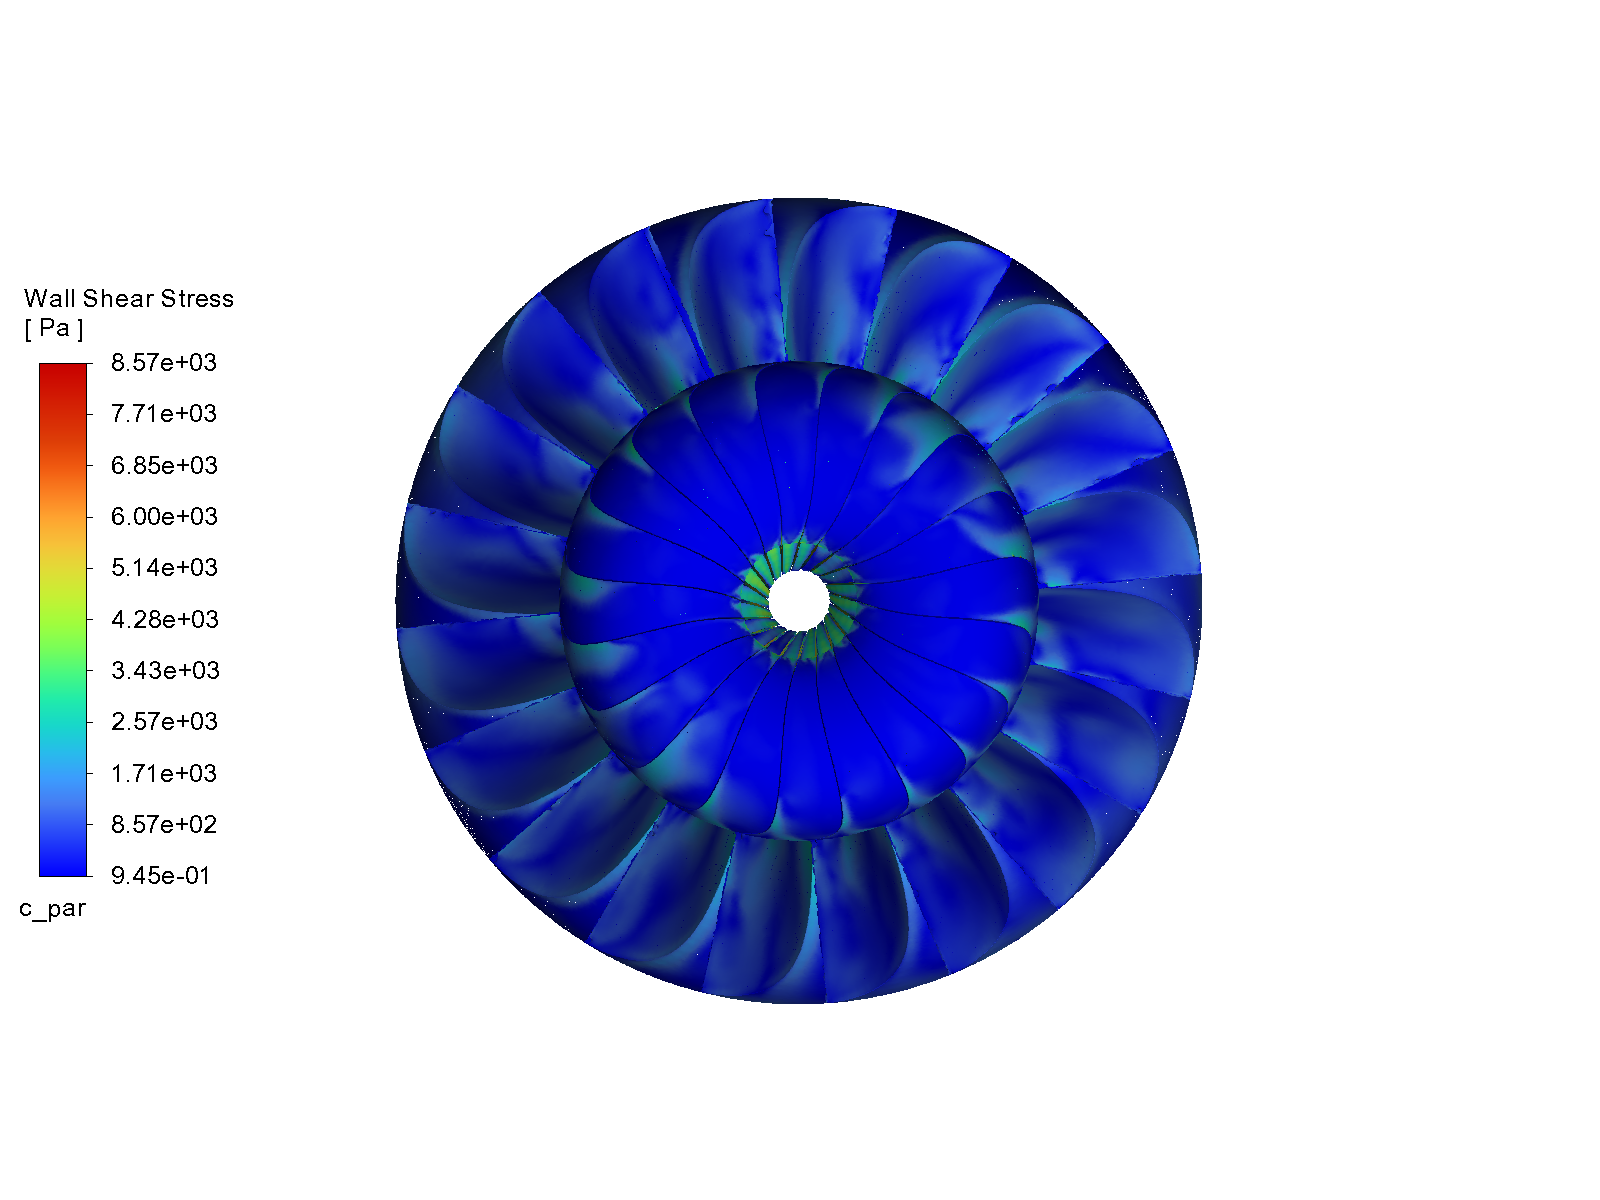 Wall Shear Stress
[ Pa ]
8.57e+03
7.71e+03
6.85e+03
6.00e+03
5.14e+03
4.28e+03
3.43e+03
2.57e+03
1.71e+03
8.57e+02
9.45e-01
c_par